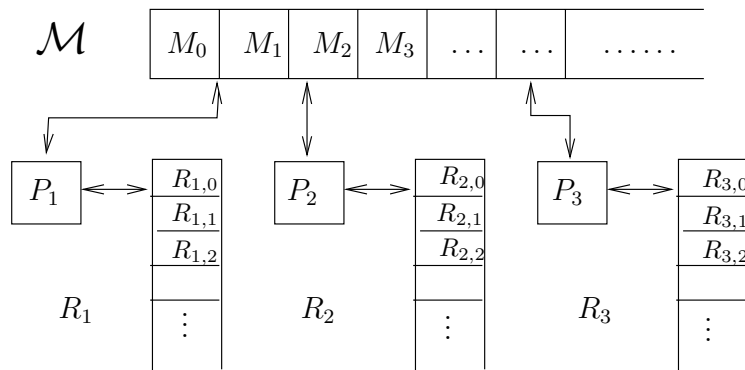 M M₀ M₁ M₂ M₃ ... ... ......
P₁ R₁,₀ P₂ R₂,₀ P₃ R₃,₀
R₁,₁ R₂,₁ R₃,₁
R₁,₂ R₂,₂ R₃,₂
R₁ ⋮ R₂ ⋮ R₃ ⋮